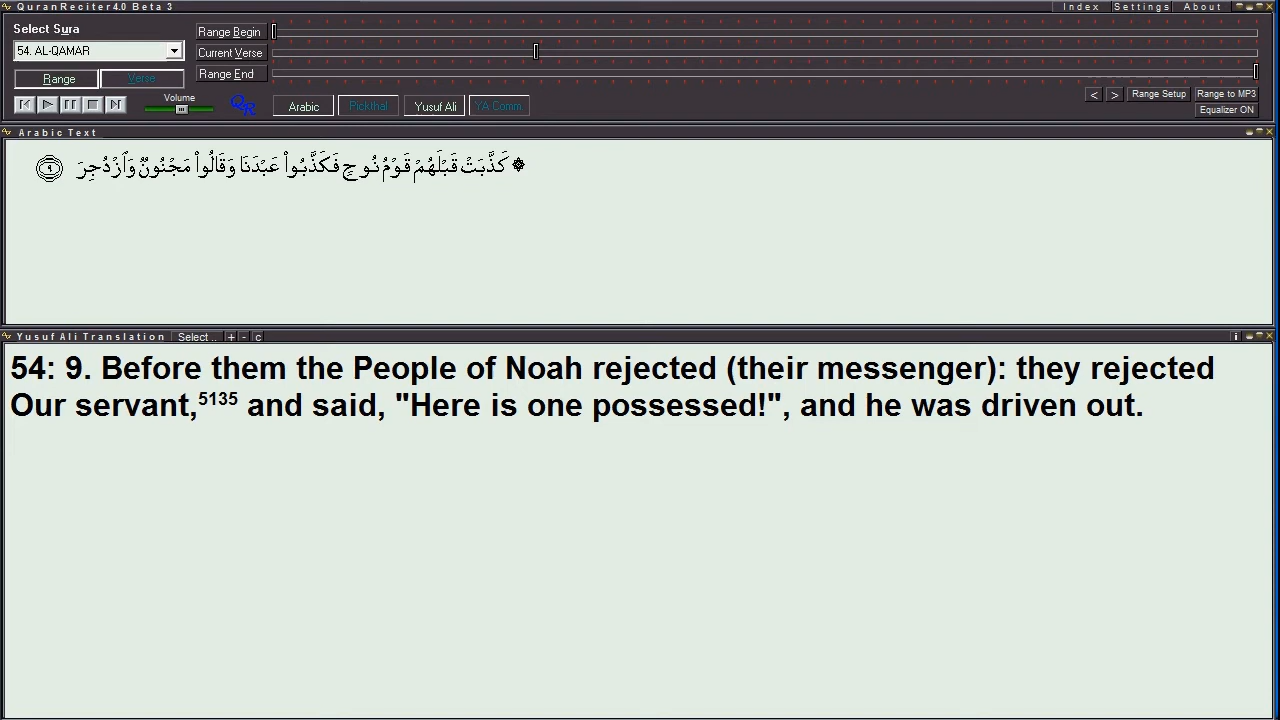 QuranReciter4.0 Beta 3
Index Settings About
Select Sura
54. AL-QAMAR
Range Verse
Volume
Range Begin
Current Verse
Range End
QR
Arabic Pickthal Yusuf Ali YA Comm.
< > Range Setup Range to MP3
Equalizer ON
Arabic Text
۞ كَذَّبَتْ قَبْلَهُمْ قَوْمُ نُوحٍ فَكَذَّبُوا۟ عَبْدَنَا وَقَالُوا۟ مَجْنُونٌ وَٱزْدُجِرَ ٩
Yusuf Ali Translation Select .. + - c i
54: 9. Before them the People of Noah rejected (their messenger): they rejected
Our servant,5135 and said, "Here is one possessed!", and he was driven out.